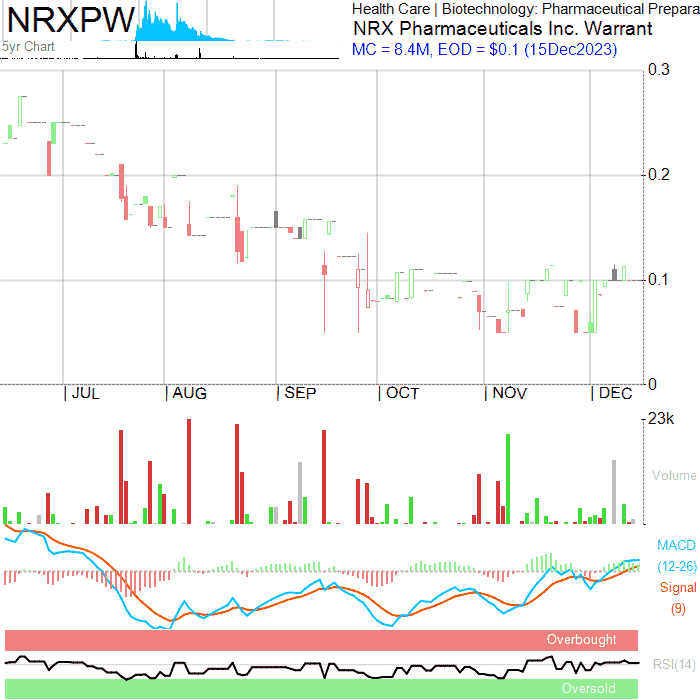 NRXPW
5yr Chart
Health Care | Biotechnology: Pharmaceutical Prepara
NRX Pharmaceuticals Inc. Warrant
MC = 8.4M, EOD = $0.1 (15Dec2023)
0.3
0.2
0.1
0
JUL AUG SEP OCT NOV DEC
23k
Volume
MACD
(12-26)
Signal
(9)
Overbought
RSI(14)
Oversold